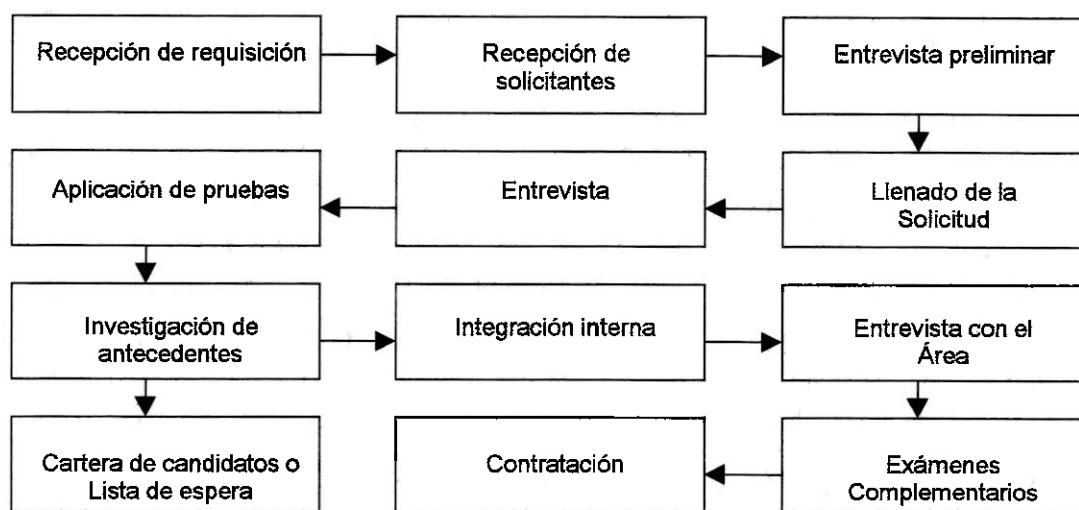 Recepción de requisición
Recepción de
solicitantes
Entrevista preliminar
Aplicación de pruebas
Entrevista
Llenado de la
Solicitud
Investigación de
antecedentes
Integración interna
Entrevista con el
Área
Cartera de candidatos o
Lista de espera
Contratación
Exámenes
Complementarios